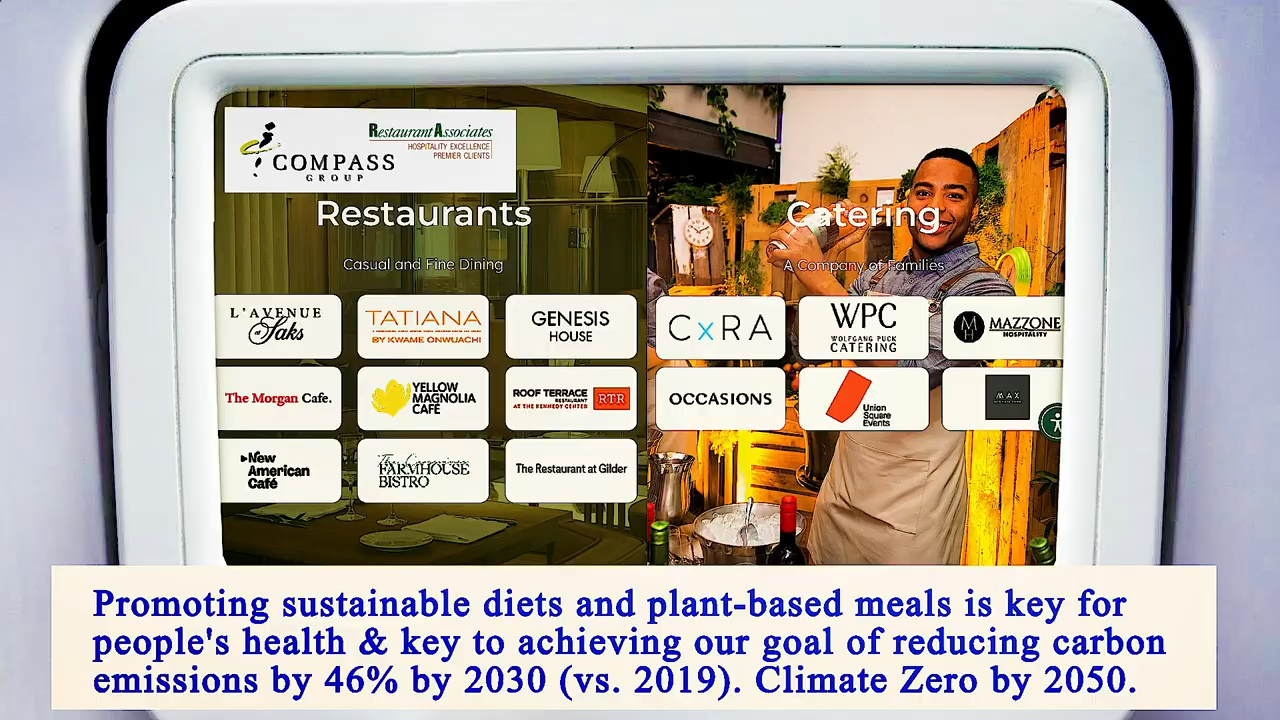 COMPASS
GROUP
Restaurant Associates
HOSPITALITY EXCELLENCE
PREMIER CLIENTS
Restaurants
Casual and Fine Dining
L'AVENUE
Saks
TATIANA
BY KWAME ONWUACHI
GENESIS
HOUSE
The Morgan Cafe.
YELLOW
MAGNOLIA
CAFÉ
ROOF TERRACE
RESTAURANT
AT THE KENNEDY CENTER
RTR
New
American
Café
FARMHOUSE
BISTRO
The Restaurant at Gilder
Catering
A Company of Families
CxRA
WPC
WOLFGANG PUCK
CATERING
MH
MAZZONE
HOSPITALITY
OCCASIONS
Union
Square
Events
MAX
Promoting sustainable diets and plant-based meals is key for
people's health & key to achieving our goal of reducing carbon
emissions by 46% by 2030 (vs. 2019). Climate Zero by 2050.